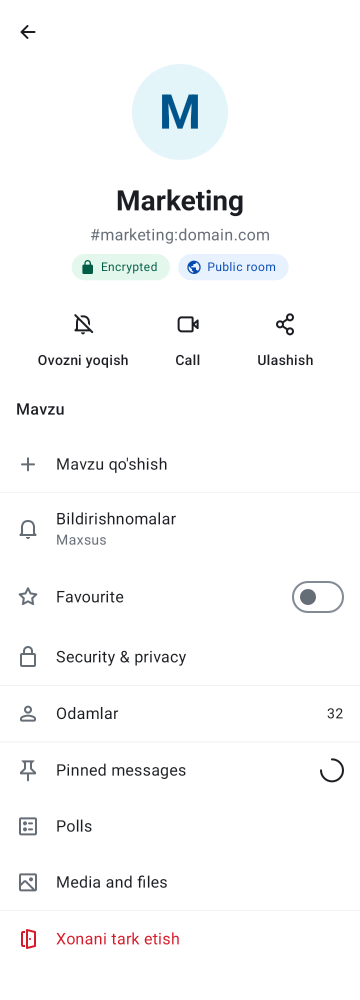 M
Marketing
#marketing:domain.com
Encrypted
Public room
Ovozni yoqish
Call
Ulashish
Mavzu
Mavzu qo'shish
Bildirishnomalar
Maxsus
Favourite
Security & privacy
Odamlar
32
Pinned messages
Polls
Media and files
Xonani tark etish